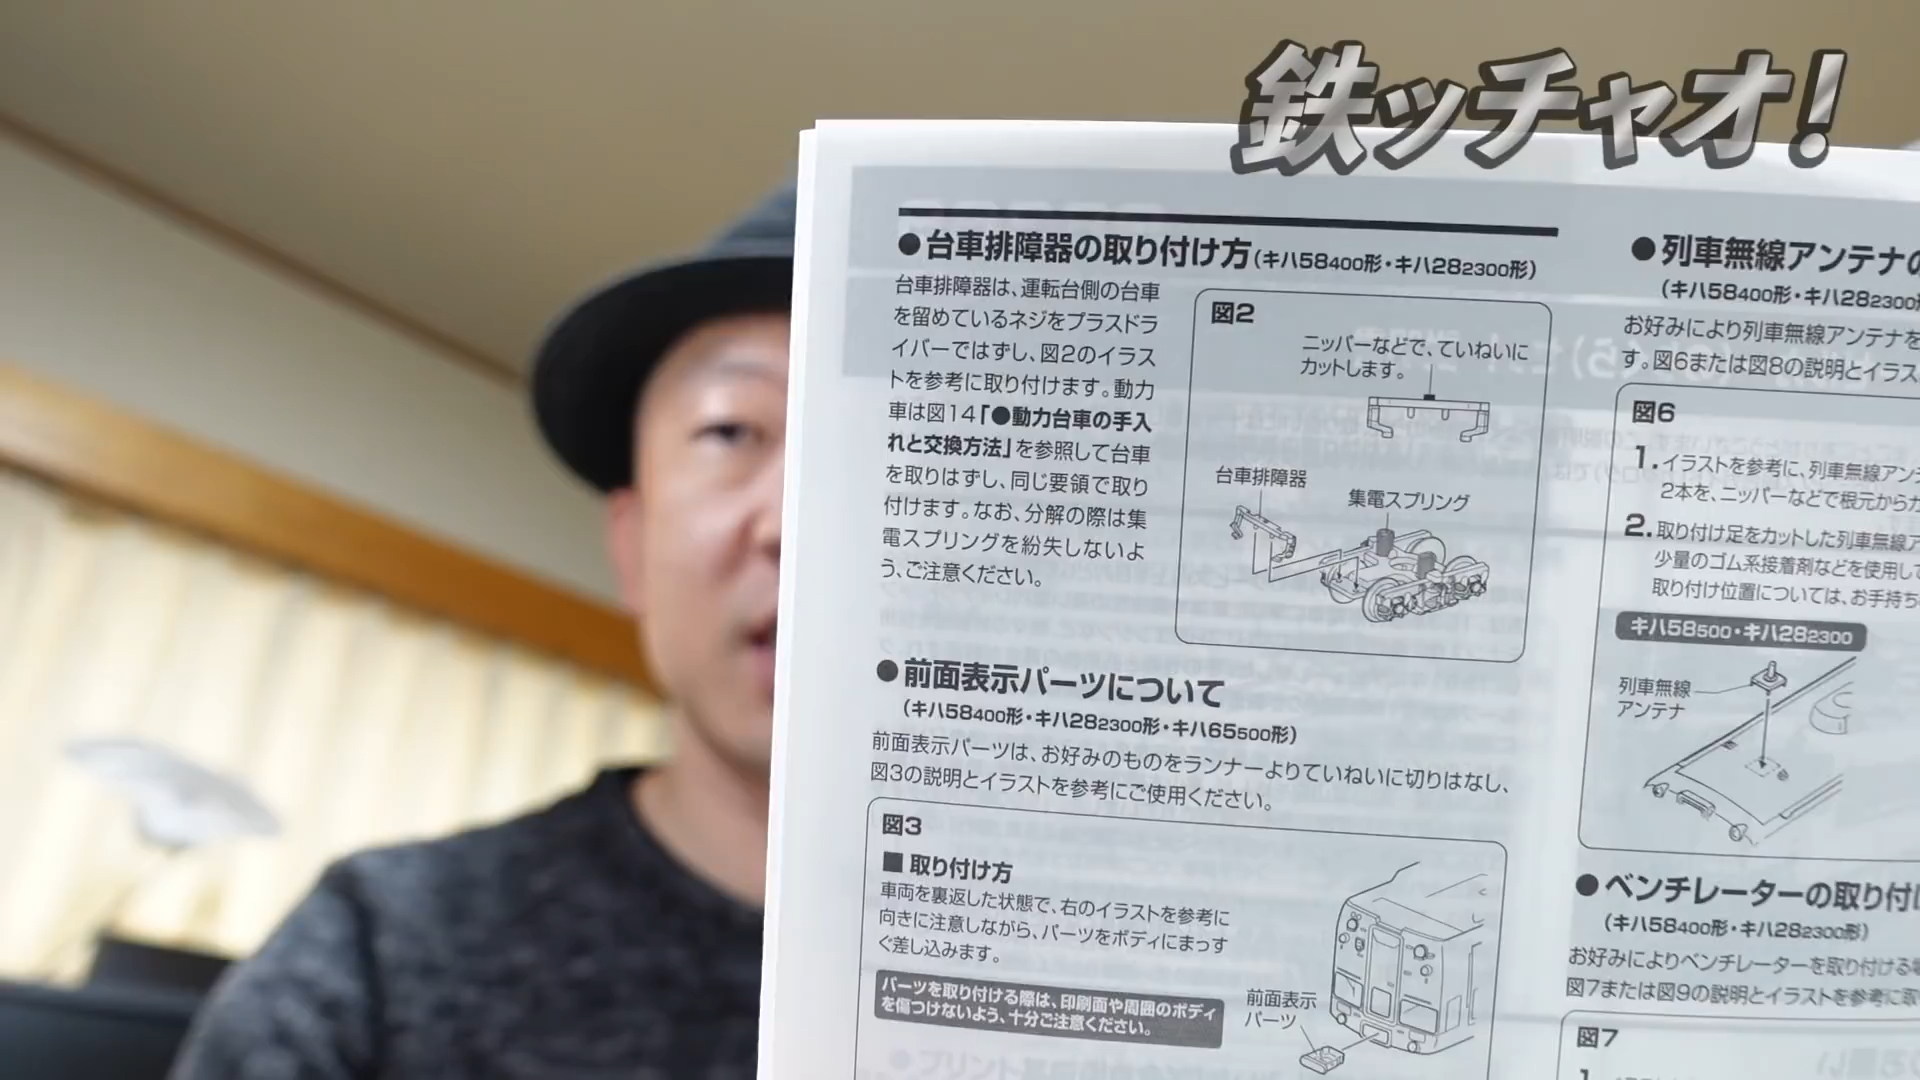 鉄ッチャオ!
●台車排障器の取り付け方(キハ58400形・キハ282300形)
台車排障器は、運転台側の台車
を留めているネジをプラスドラ
イバーではずし、図2のイラス
トを参考に取り付けます。動力
車は図14「●動力台車の手入
れと交換方法」を参照して台車
を取りはずし、同じ要領で取り
付けます。なお、分解の際は集
電スプリングを紛失しないよ
う、ご注意ください。
図2
ニッパーなどで、ていねいに
カットします。
台車排障器
集電スプリング
●前面表示パーツについて
(キハ58400形・キハ282300形・キハ65500形)
前面表示パーツは、お好みのものをランナーよりていねいに切りはなし、
図3の説明とイラストを参考にご使用ください。
図3
■ 取り付け方
車両を裏返した状態で、右のイラストを参考に
向きに注意しながら、パーツをボディにまっす
ぐ差し込みます。
パーツを取り付ける際は、印刷面や周囲のボディ
を傷つけないよう、十分ご注意ください。
前面表示
パーツ
●列車無線アンテナの
(キハ58400形・キハ282300形
お好みにより列車無線アンテナを
す。図6または図8の説明とイラス
図6
1.イラストを参考に、列車無線アンテ
2本を、ニッパーなどで根元からカ
2.取り付け足をカットした列車無線ア
少量のゴム系接着剤などを使用して
取り付け位置については、お手持ち
キハ58500・キハ282300
列車無線
アンテナ
●ベンチレーターの取り付け
(キハ58400形・キハ282300形)
お好みによりベンチレーターを取り付ける場
図7または図9の説明とイラストを参考に取
図7